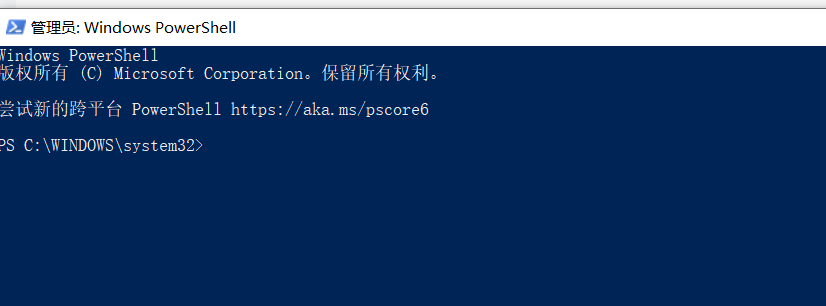 管理员: Windows PowerShell
Windows PowerShell
版权所有 (C) Microsoft Corporation。保留所有权利。
尝试新的跨平台 PowerShell https://aka.ms/pscore6
PS C:\WINDOWS\system32>